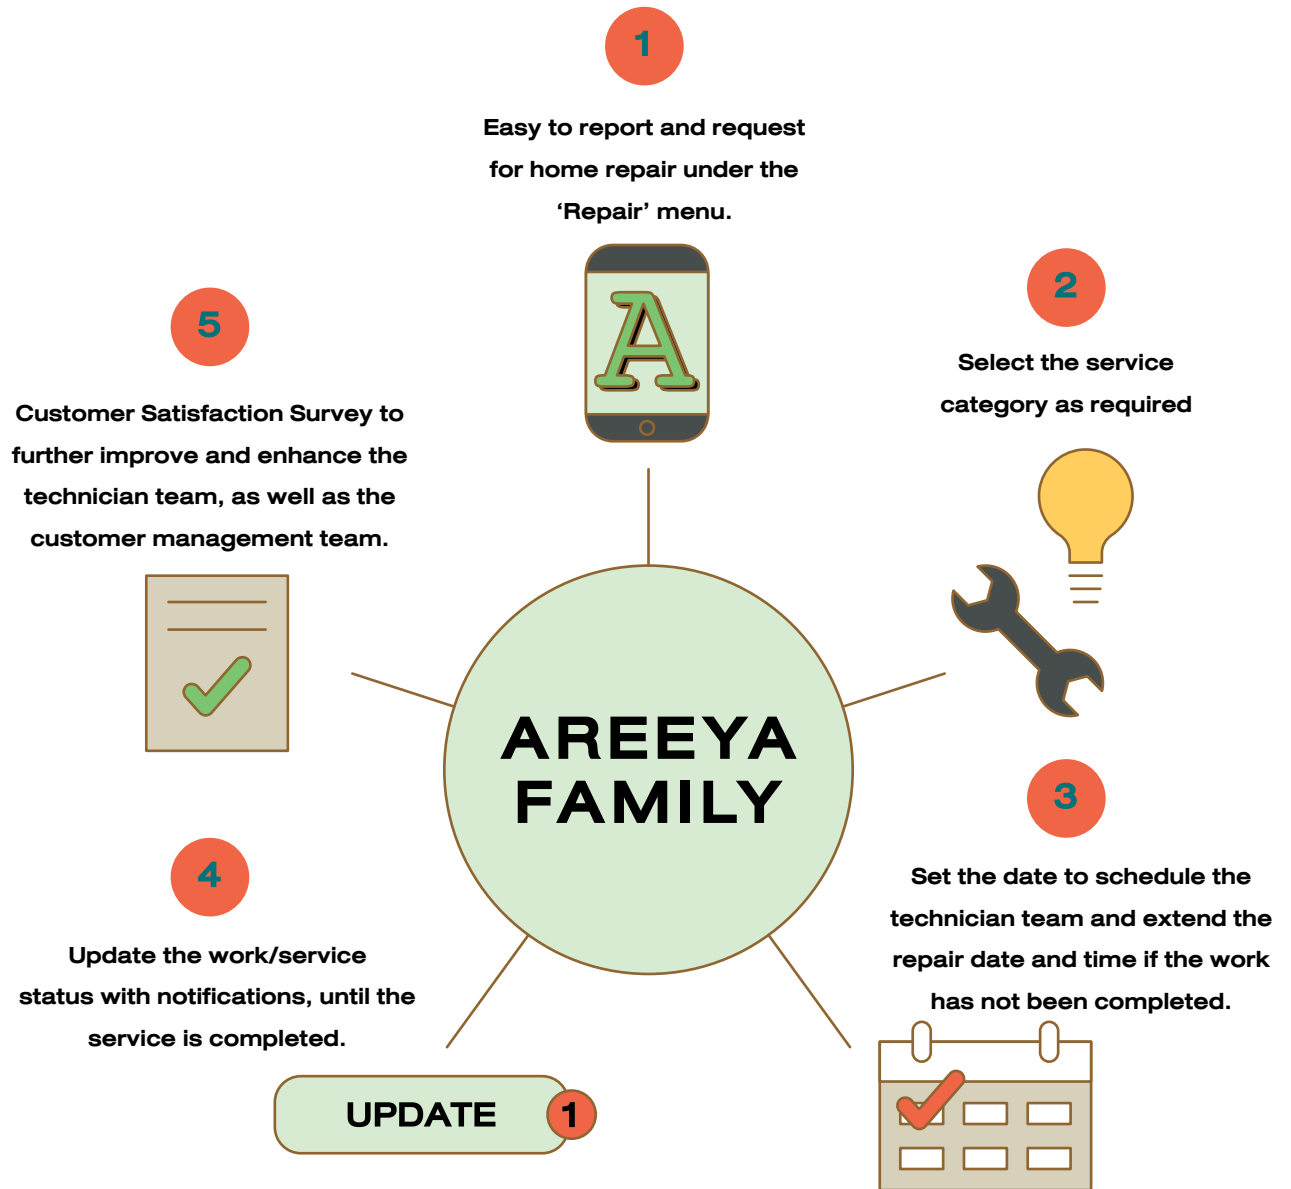 1
Easy to report and request
for home repair under the
‘Repair’ menu.
A
2
Select the service
category as required
3
Set the date to schedule the
technician team and extend the
repair date and time if the work
has not been completed.
4
Update the work/service
status with notifications, until the
service is completed.
UPDATE 1
5
Customer Satisfaction Survey to
further improve and enhance the
technician team, as well as the
customer management team.
AREEYA
FAMILY